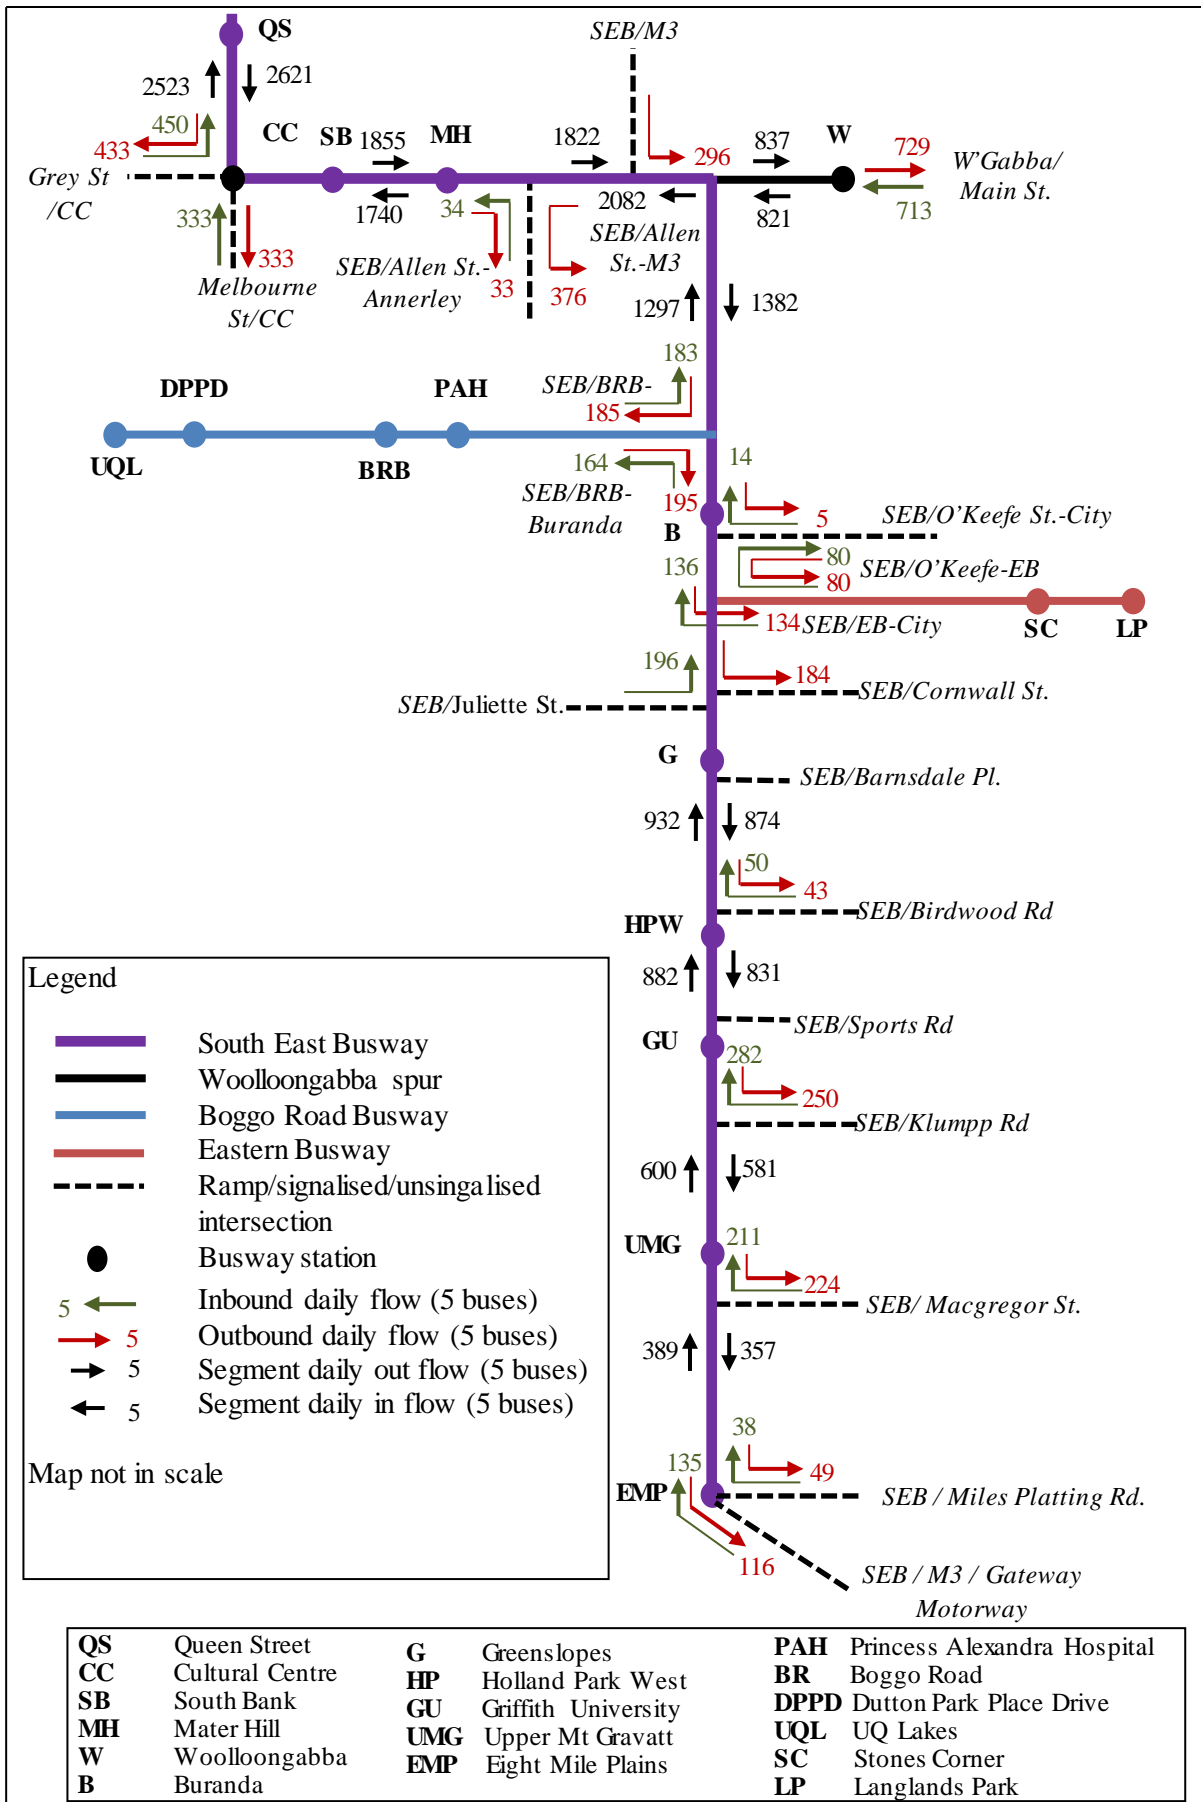 QS
SEB/M3
2523
2621
450
433
CC
SB
1855
MH
1822
837
W
729
296
W'Gabba/
Main St.
Grey St
/CC
1740
34
2082
821
713
333
333
SEB/Allen
St.-M3
SEB/Allen St.-
Annerley
33
376
Melbourne
St/CC
1297
1382
183
DPPD
PAH
SEB/BRB-
185
UQL
BRB
164
14
SEB/BRB-
Buranda
195
B
5
SEB/O'Keefe St.-City
136
80
80
SEB/O'Keefe-EB
134
SEB/EB-City
SC
LP
196
184
SEB/Juliette St.
SEB/Cornwall St.
G
SEB/Barnsdale Pl.
932
874
50
43
HPW
SEB/Birdwood Rd
882
831
SEB/Sports Rd
GU
282
250
SEB/Klumpp Rd
600
581
UMG
211
224
SEB/ Macgregor St.
389
357
38
135
49
EMP
SEB / Miles Platting Rd.
116
SEB / M3 / Gateway
Motorway
Legend
South East Busway
Woolloongabba spur
Boggo Road Busway
Eastern Busway
Ramp/signalised/unsingalised
intersection
Busway station
5 Inbound daily flow (5 buses)
5 Outbound daily flow (5 buses)
5 Segment daily out flow (5 buses)
5 Segment daily in flow (5 buses)
Map not in scale
QS Queen Street
CC Cultural Centre
SB South Bank
MH Mater Hill
W Woolloongabba
B Buranda
G Greenslopes
HP Holland Park West
GU Griffith University
UMG Upper Mt Gravatt
EMP Eight Mile Plains
PAH Princess Alexandra Hospital
BR Boggo Road
DPPD Dutton Park Place Drive
UQL UQ Lakes
SC Stones Corner
LP Langlands Park